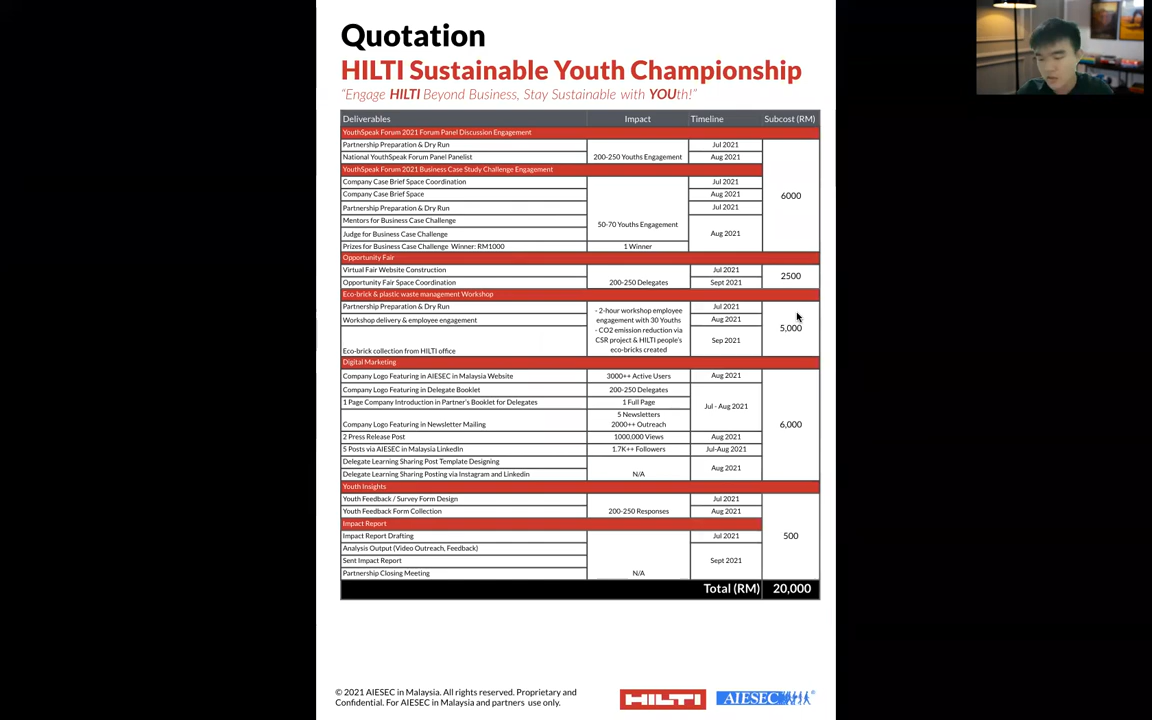 Quotation
HILTI Sustainable Youth Championship
“Engage HILTI Beyond Business, Stay Sustainable with YOUth!”
Deliverables Impact Timeline Subcost (RM)
YouthSpeak Forum 2021 Forum Panel Discussion Engagement
Partnership Preparation & Dry Run Jul 2021
National YouthSpeak Forum Panel Panelist 200-250 Youths Engagement Aug 2021
YouthSpeak Forum 2021 Business Case Study Challenge Engagement
Company Case Brief Space Coordination Jul 2021
Company Case Brief Space Aug 2021 6000
Partnership Preparation & Dry Run Jul 2021
Mentors for Business Case Challenge 50-70 Youths Engagement
Judge for Business Case Challenge Aug 2021
Prizes for Business Case Challenge Winner: RM1000 1 Winner
Opportunity Fair
Virtual Fair Website Construction Jul 2021 2500
Opportunity Fair Space Coordination 200-250 Delegates Sept 2021
Eco-brick & plastic waste management Workshop
Partnership Preparation & Dry Run Jul 2021
- 2-hour workshop employee
Workshop delivery & employee engagement engagement with 30 Youths Aug 2021
- CO2 emission reduction via 5,000
CSR project & HILTI people's Sep 2021
Eco-brick collection from HILTI office eco-bricks created
Digital Marketing
Company Logo Featuring in AIESEC in Malaysia Website 3000++ Active Users Aug 2021
Company Logo Featuring in Delegate Booklet 200-250 Delegates
1 Page Company Introduction in Partner's Booklet for Delegates 1 Full Page Jul - Aug 2021
5 Newsletters
Company Logo Featuring in Newsletter Mailing 2000++ Outreach 6,000
2 Press Release Post 1000,000 Views Aug 2021
5 Posts via AIESEC in Malaysia LinkedIn 1.7K++ Followers Jul-Aug 2021
Delegate Learning Sharing Post Template Designing Aug 2021
Delegate Learning Sharing Posting via Instagram and Linkedin N/A
Youth Insights
Youth Feedback / Survey Form Design Jul 2021
Youth Feedback Form Collection 200-250 Responses Aug 2021
Impact Report
Impact Report Drafting Jul 2021 500
Analysis Output (Video Outreach, Feedback)
Sent Impact Report Sept 2021
Partnership Closing Meeting N/A
Total (RM) 20,000
© 2021 AIESEC in Malaysia. All rights reserved. Proprietary and
Confidential. For AIESEC in Malaysia and partners use only.
HILTI AIESEC